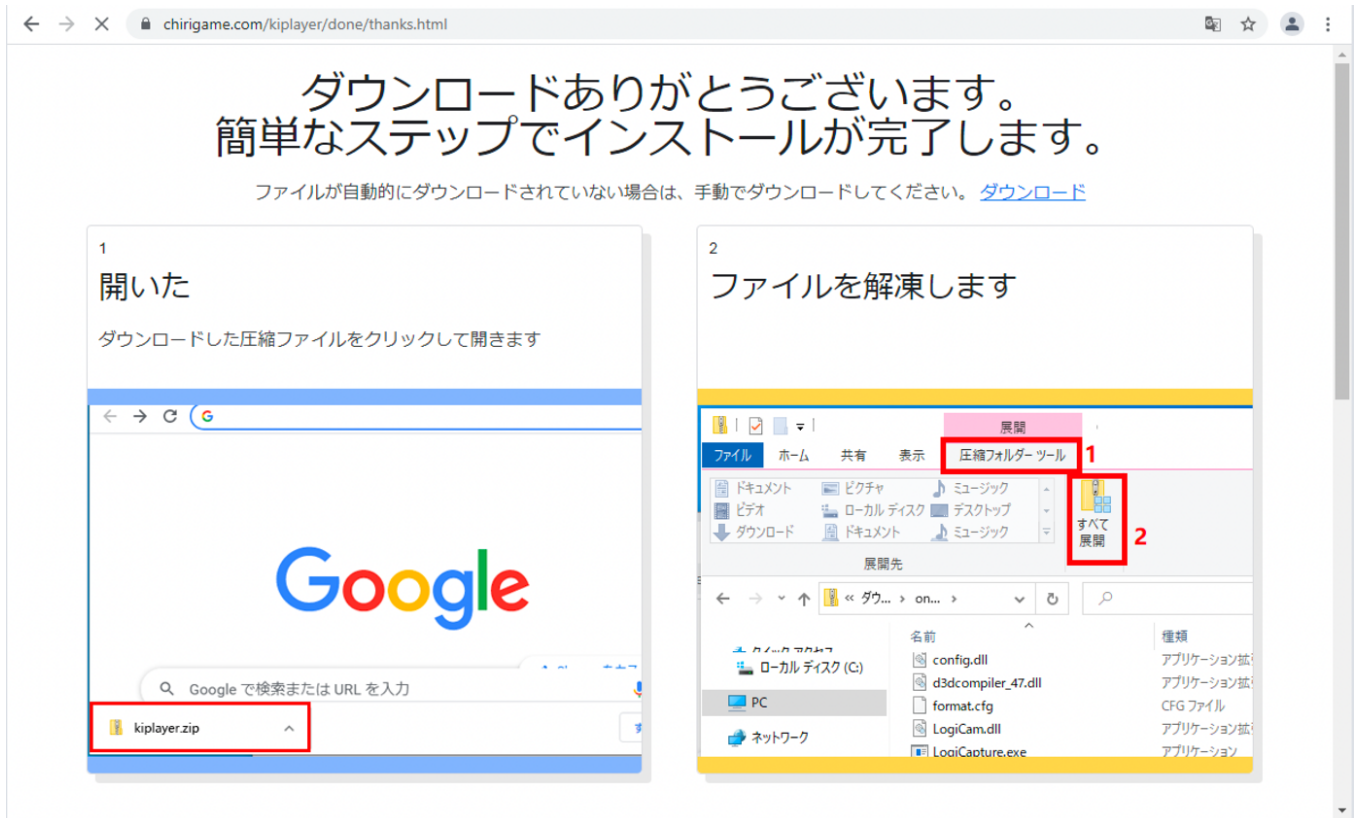 chirigame.com/kiplayer/done/thanks.html
ダウンロードありがとうございます。
簡単なステップでインストールが完了します。
ファイルが自動的にダウンロードされていない場合は、手動でダウンロードしてください。 ダウンロード
1
開いた
ダウンロードした圧縮ファイルをクリックして開きます
G
Google
Google で検索または URL を入力
kiplayer.zip
2
ファイルを解凍します
展開
ファイル ホーム 共有 表示 圧縮フォルダー ツール 1
ドキュメント ピクチャ ミュージック
ビデオ ローカル ディスク デスクトップ
ダウンロード ドキュメント ミュージック
すべて
展開
2
展開先
« ダウ... › on... ›
名前 種類
クイック アクセス
ローカル ディスク (C:)
PC
ネットワーク
config.dll アプリケーション拡
d3dcompiler_47.dll アプリケーション拡
format.cfg CFG ファイル
LogiCam.dll アプリケーション拡
LogiCapture.exe アプリケーション